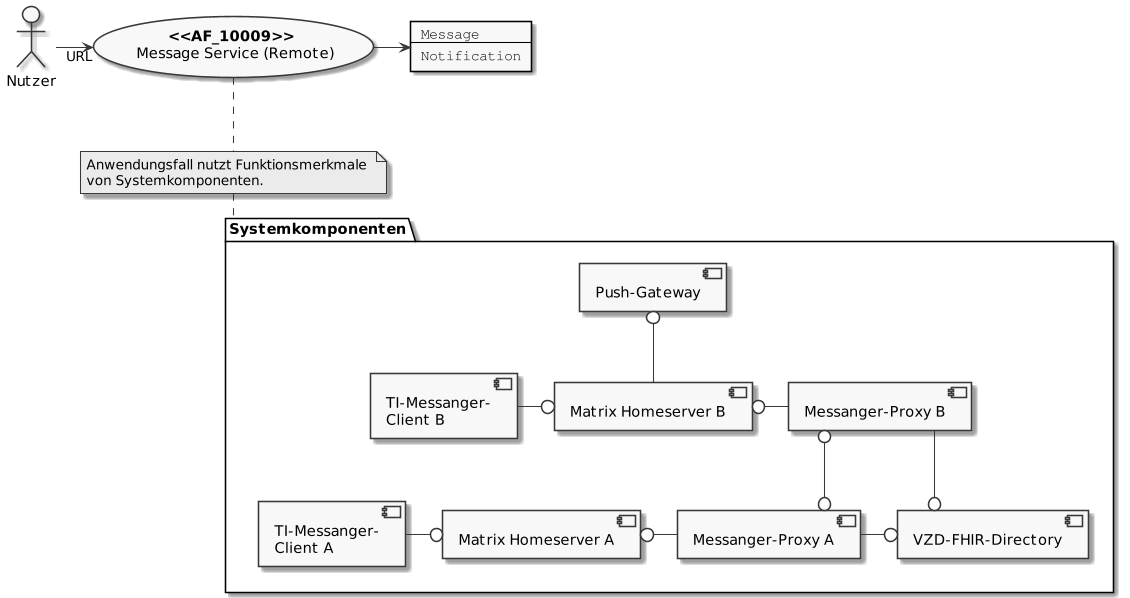 <<AF_10009>>
Message Service (Remote)
Message
Notification
URL
Nutzer
Anwendungsfall nutzt Funktionsmerkmale
von Systemkomponenten.
Systemkomponenten
Push-Gateway
TI-Messanger-
Client B
Matrix Homeserver B
Messanger-Proxy B
TI-Messanger-
Client A
Matrix Homeserver A
Messanger-Proxy A
VZD-FHIR-Directory